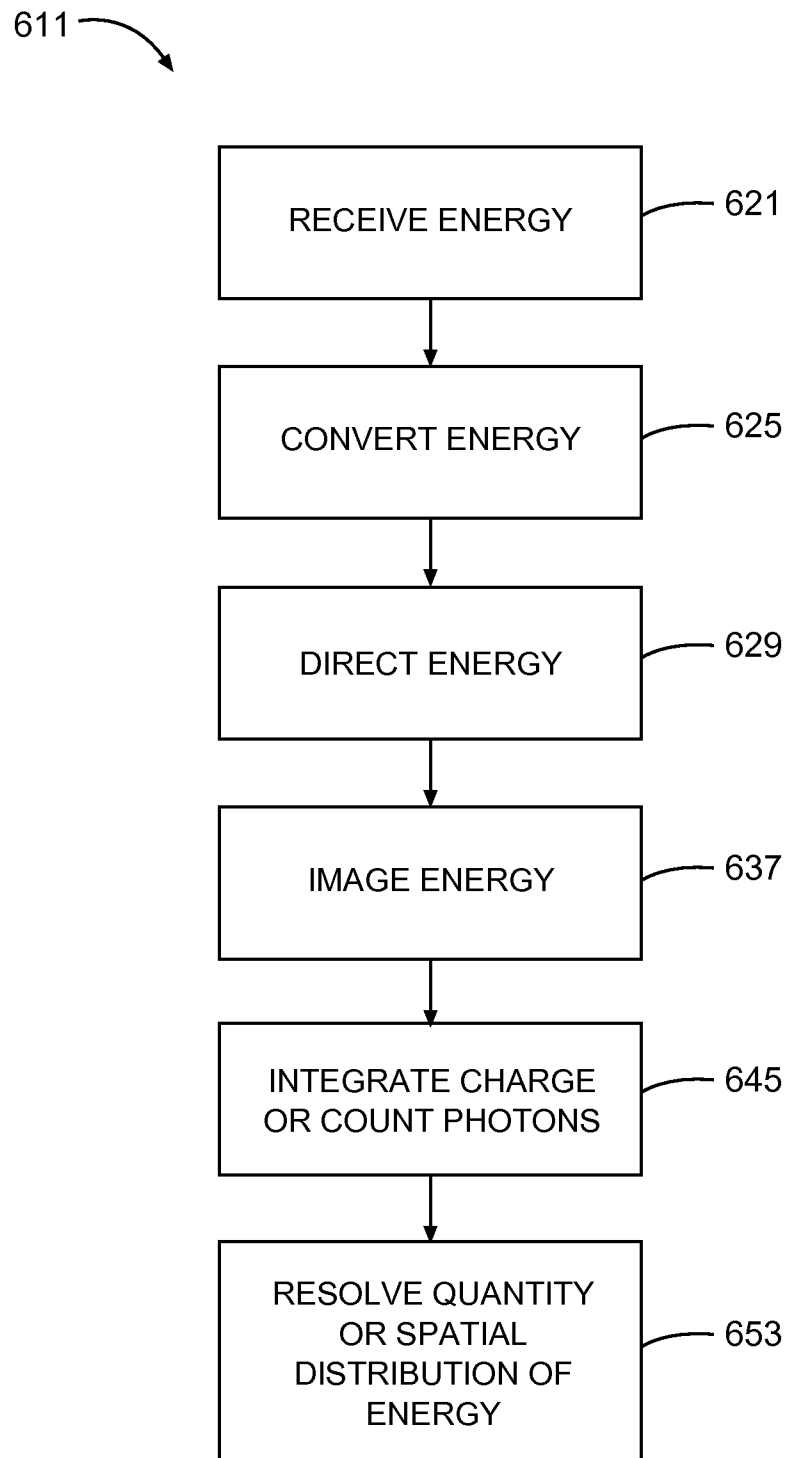 611
RECEIVE ENERGY
621
CONVERT ENERGY
625
DIRECT ENERGY
629
IMAGE ENERGY
637
INTEGRATE CHARGE
OR COUNT PHOTONS
645
RESOLVE QUANTITY
OR SPATIAL
DISTRIBUTION OF
ENERGY
653